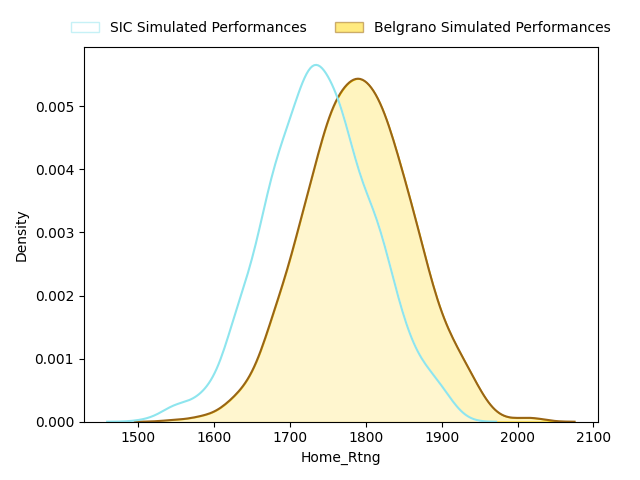 SIC Simulated Performances
Belgrano Simulated Performances
0.005
0.004
0.003
0.002
0.001
0.000
Density
1500 1600 1700 1800 1900 2000 2100
Home_Rtng